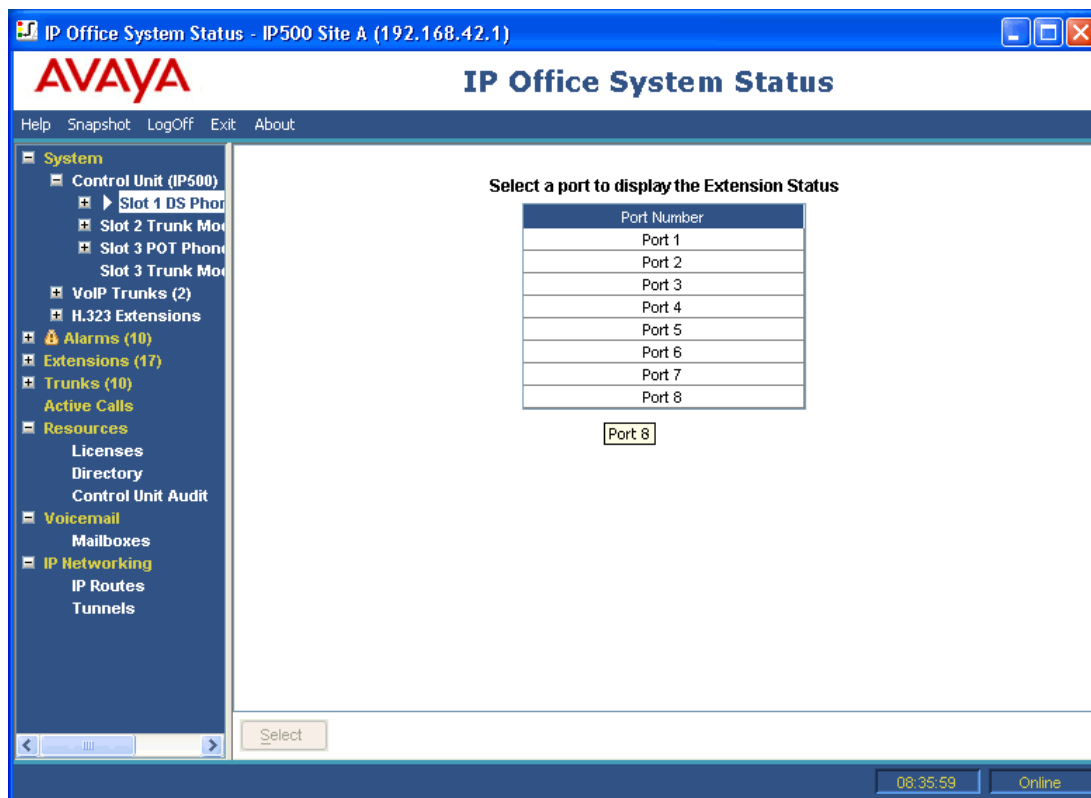 IP Office System Status - IP500 Site A (192.168.42.1)
AVAYA
IP Office System Status
Help Snapshot LogOff Exit About
System
Control Unit (IP500)
Slot 1 DS Phon
Slot 2 Trunk Mo
Slot 3 POT Phon
Slot 3 Trunk Mo
VoIP Trunks (2)
H.323 Extensions
Alarms (10)
Extensions (17)
Trunks (10)
Active Calls
Resources
Licenses
Directory
Control Unit Audit
Voicemail
Mailboxes
IP Networking
IP Routes
Tunnels
Select a port to display the Extension Status
Port Number
Port 1
Port 2
Port 3
Port 4
Port 5
Port 6
Port 7
Port 8
Port 8
Select
08:35:59
Online